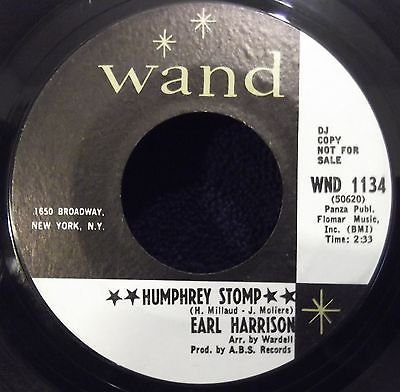 wand
DJ
COPY
NOT FOR
SALE
WND 1134
(50620)
Panza Publ.
Flomar Music,
Inc. (BMI)
Time: 2:33
1650 BROADWAY,
NEW YORK, N.Y.
★★HUMPHREY STOMP★★
(H. Millaud - J. Moliere)
EARL HARRISON
Arr. by Wardell
Prod. by A.B.S. Records